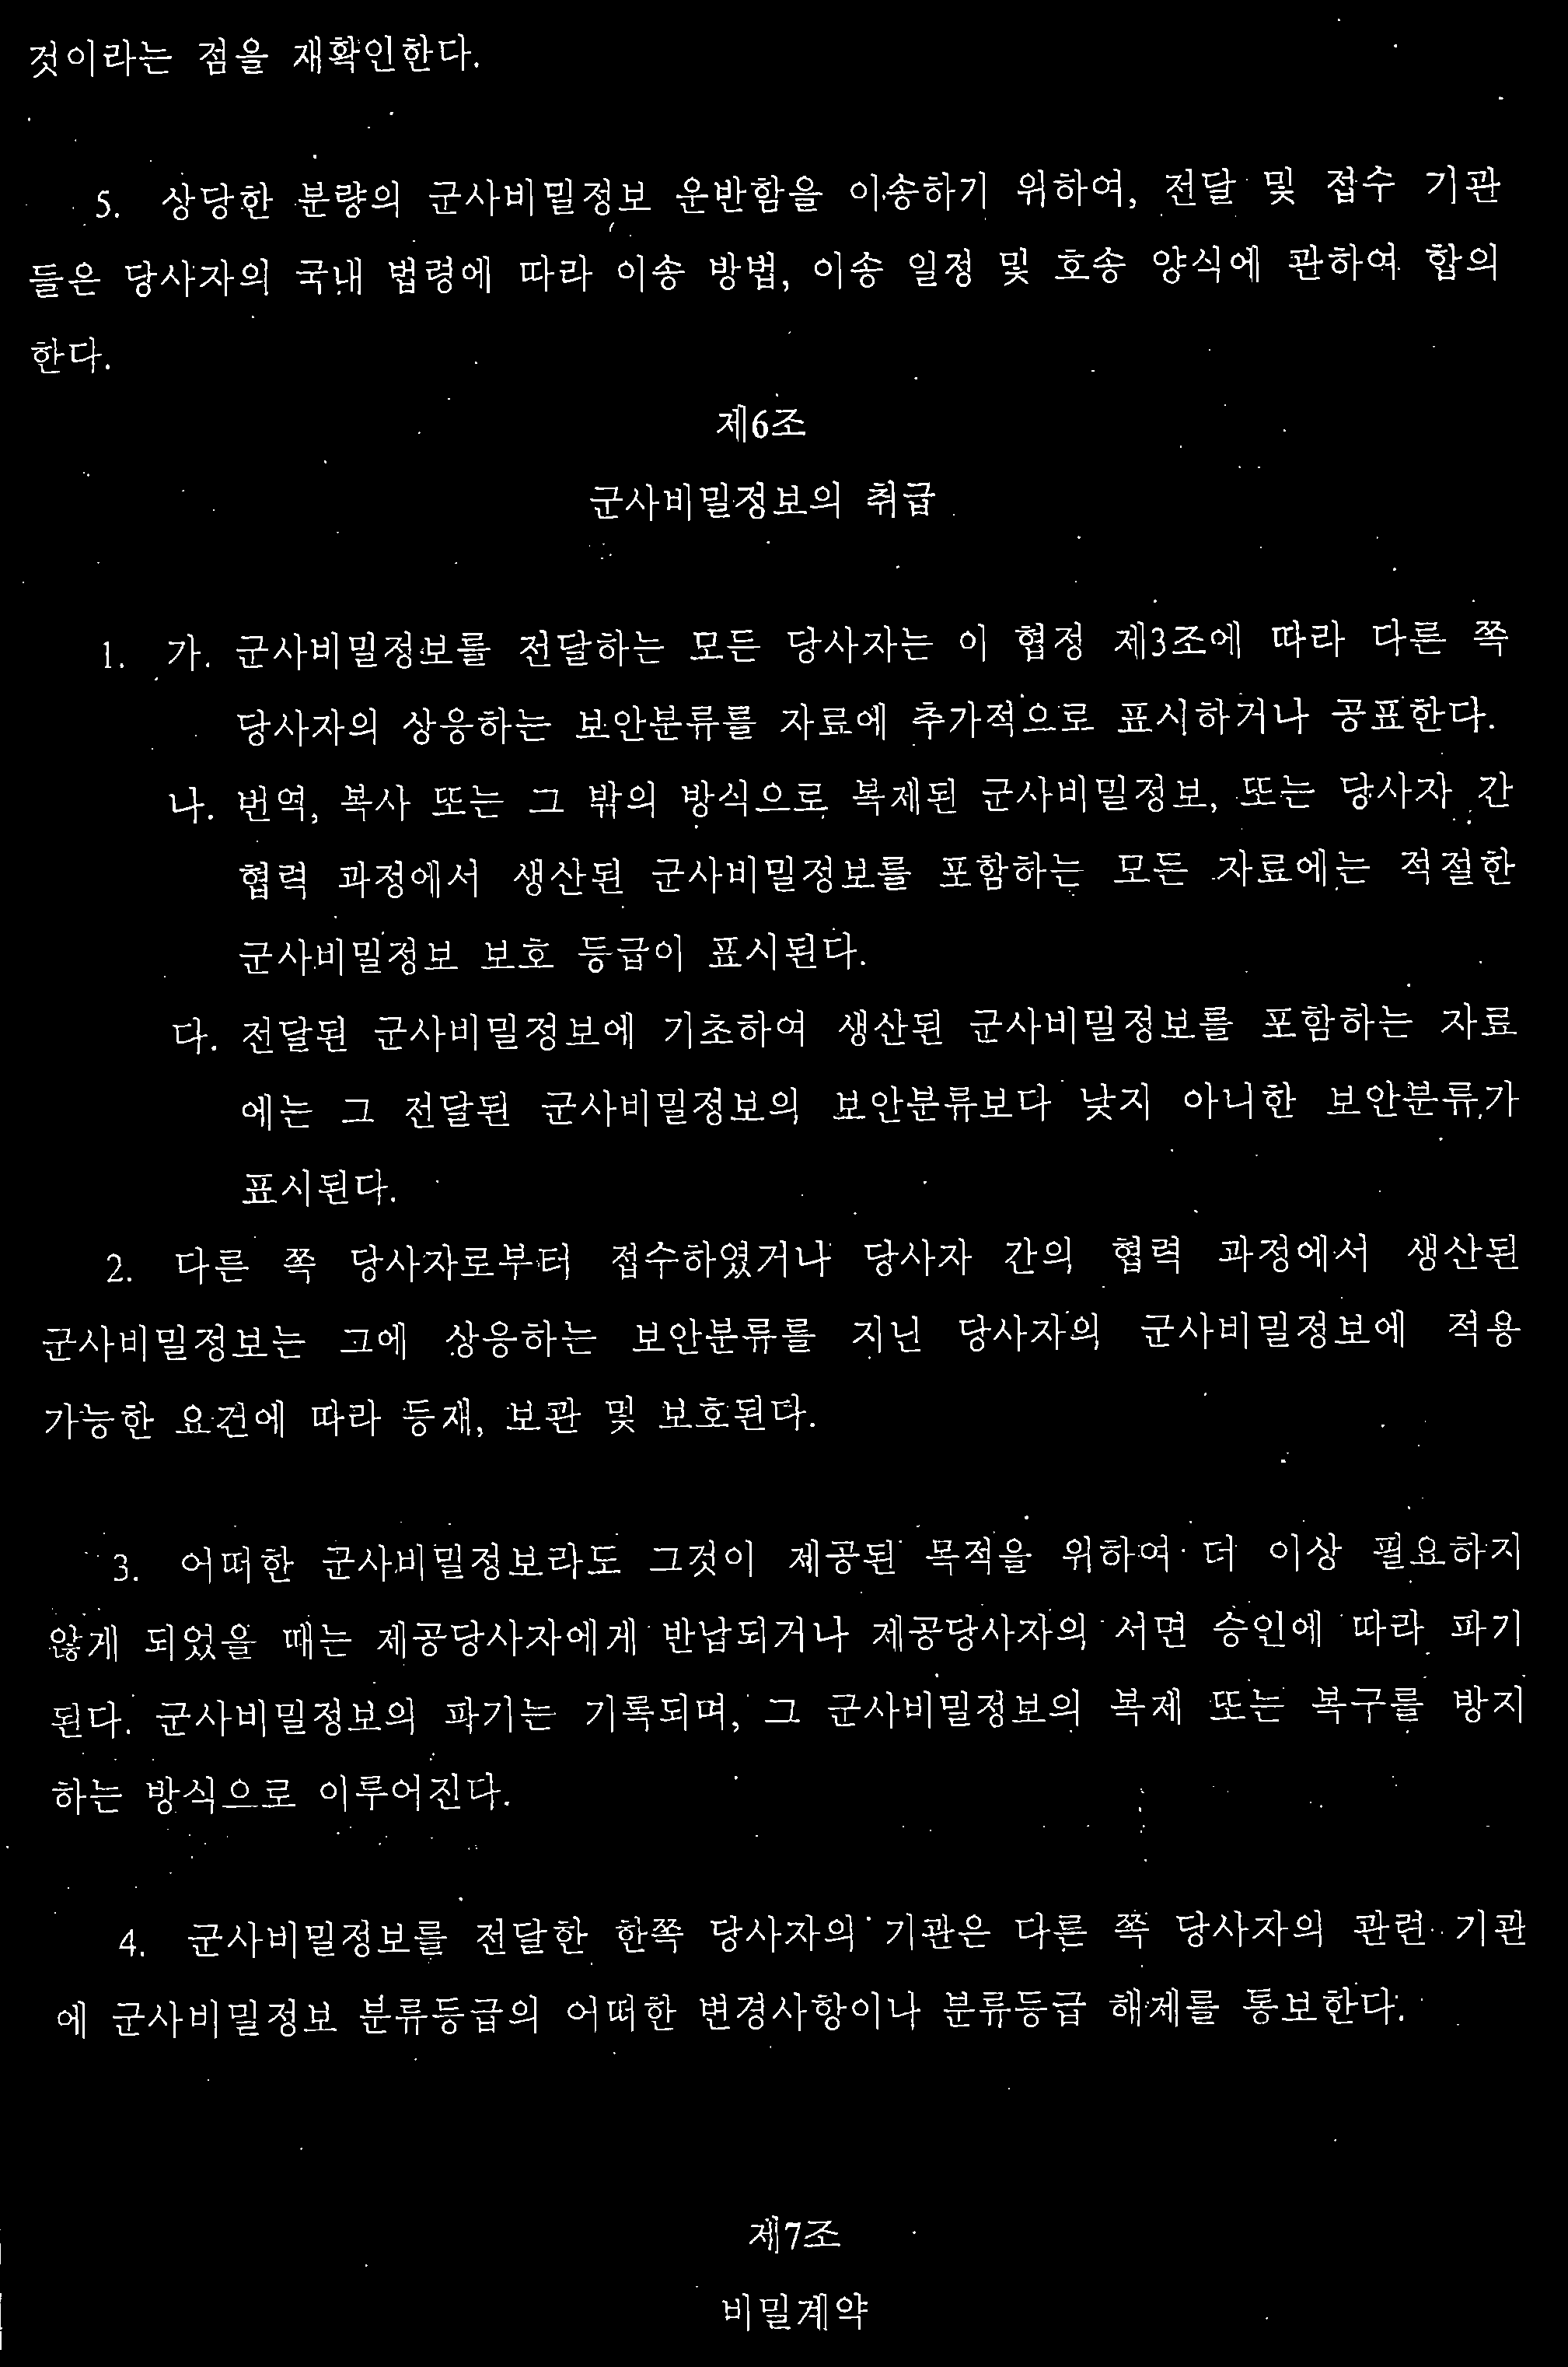 것이라는 점을 재확인한다.
5. 상당한 분량의 군사비밀정보 운반함을 이송하기 위하여, 전달 및 접수 기관
들은 당사자의 국내 법령에 따라 이송 방법, 이송 일정 및 호송 양식에 관하여 합의
한다.
제6조
군사비밀정보의 취급
1. 가. 군사비밀정보를 전달하는 모든 당사자는 이 협정 제3조에 따라 다른 쪽
당사자의 상응하는 보안분류를 자료에 추가적으로 표시하거나 공표한다.
나. 번역, 복사 또는 그 밖의 방식으로 복제된 군사비밀정보, 또는 당사자 간
협력 과정에서 생산된 군사비밀정보를 포함하는 모든 자료에는 적절한
군사비밀정보 보호 등급이 표시된다.
다. 전달된 군사비밀정보에 기초하여 생산된 군사비밀정보를 포함하는 자료
에는 그 전달된 군사비밀정보의 보안분류보다 낮지 아니한 보안분류가
표시된다.
2. 다른 쪽 당사자로부터 접수하였거나 당사자 간의 협력 과정에서 생산된
군사비밀정보는 그에 상응하는 보안분류를 지닌 당사자의 군사비밀정보에 적용
가능한 요건에 따라 등재, 보관 및 보호된다.
3. 어떠한 군사비밀정보라도 그것이 제공된 목적을 위하여 더 이상 필요하지
않게 되었을 때는 제공당사자에게 반납되거나 제공당사자의 서면 승인에 따라 파기
된다. 군사비밀정보의 파기는 기록되며, 그 군사비밀정보의 복제 또는 복구를 방지
하는 방식으로 이루어진다.
4. 군사비밀정보를 전달한 한쪽 당사자의 기관은 다른 쪽 당사자의 관련 기관
에 군사비밀정보 분류등급의 어떠한 변경사항이나 분류등급 해제를 통보한다.
제7조
비밀계약